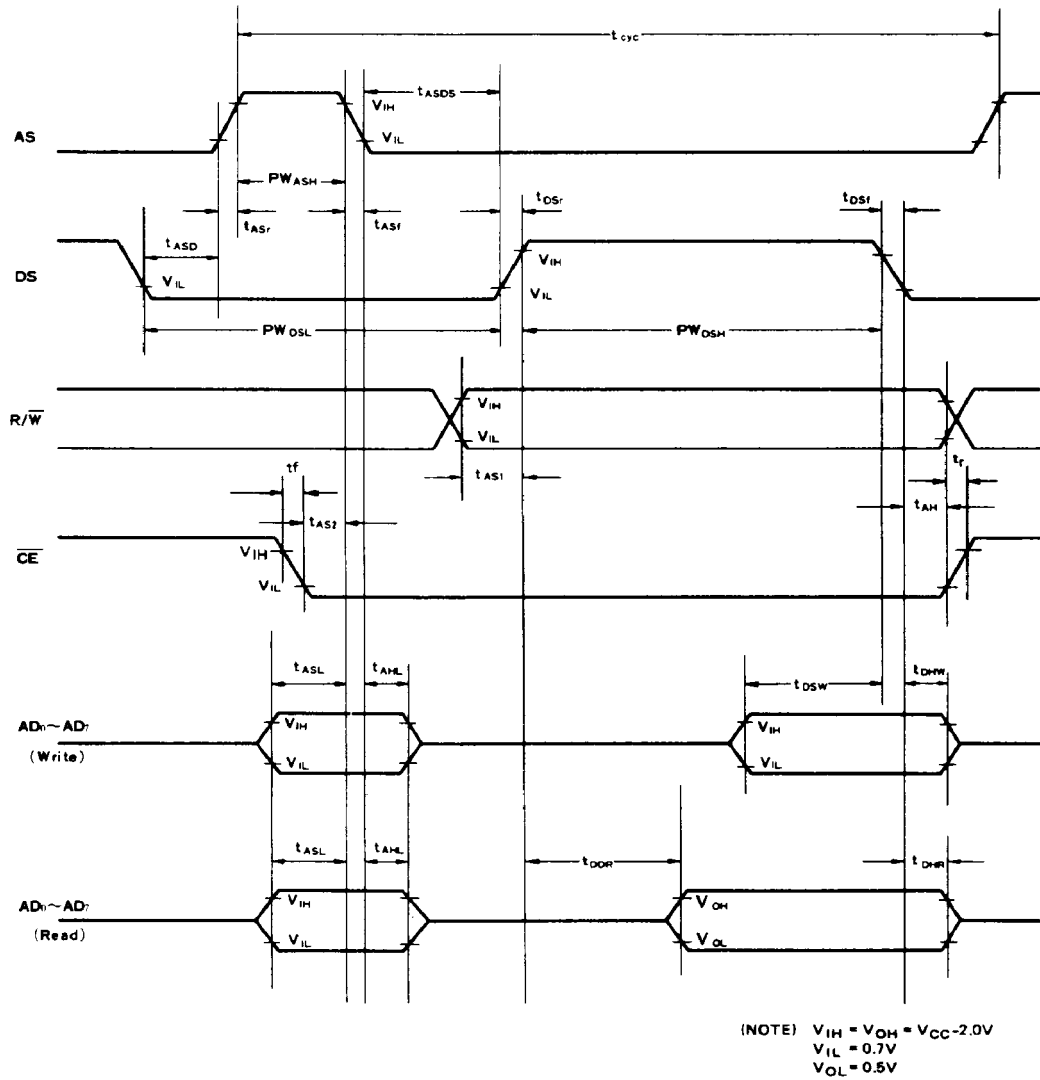 tcyc
tASDS
VIH
AS
VIL
PWASH
tDSr
tDSf
tASr
tASf
tASD
VIH
DS
VIL
VIL
PWDSL
PWDSH
R/W̅
VIH
VIL
tf
tAS1
tr
tAS2
tAH
C̅E̅
VIH
VIL
tASL
tAHL
tDSW
tDHW
AD₀~AD₇
VIH
VIH
(Write)
VIL
VIL
tASL
tAHL
tDDR
tDHR
AD₀~AD₇
VIH
VOH
(Read)
VIL
VOL
(NOTE) VIH = VOH = VCC-2.0V
VIL = 0.7V
VOL = 0.5V